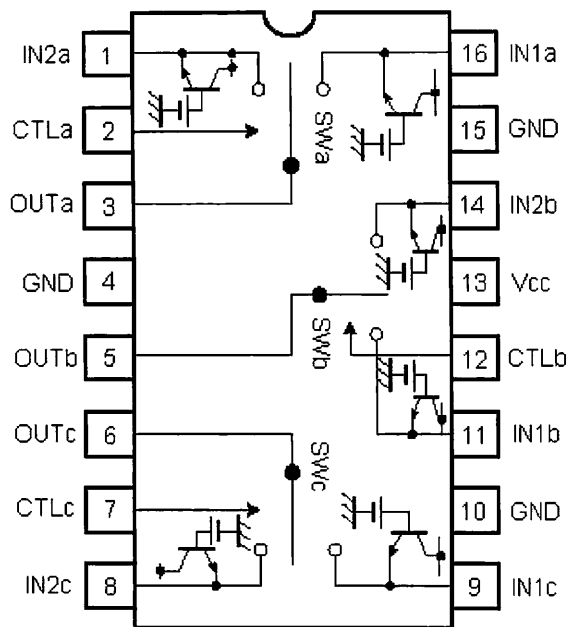 IN2a 1 16 IN1a
CTLa 2 SWa 15 GND
OUTa 3 14 IN2b
GND 4 13 Vcc
OUTb 5 SWb 12 CTLb
OUTc 6 11 IN1b
CTLc 7 SWc 10 GND
IN2c 8 9 IN1c